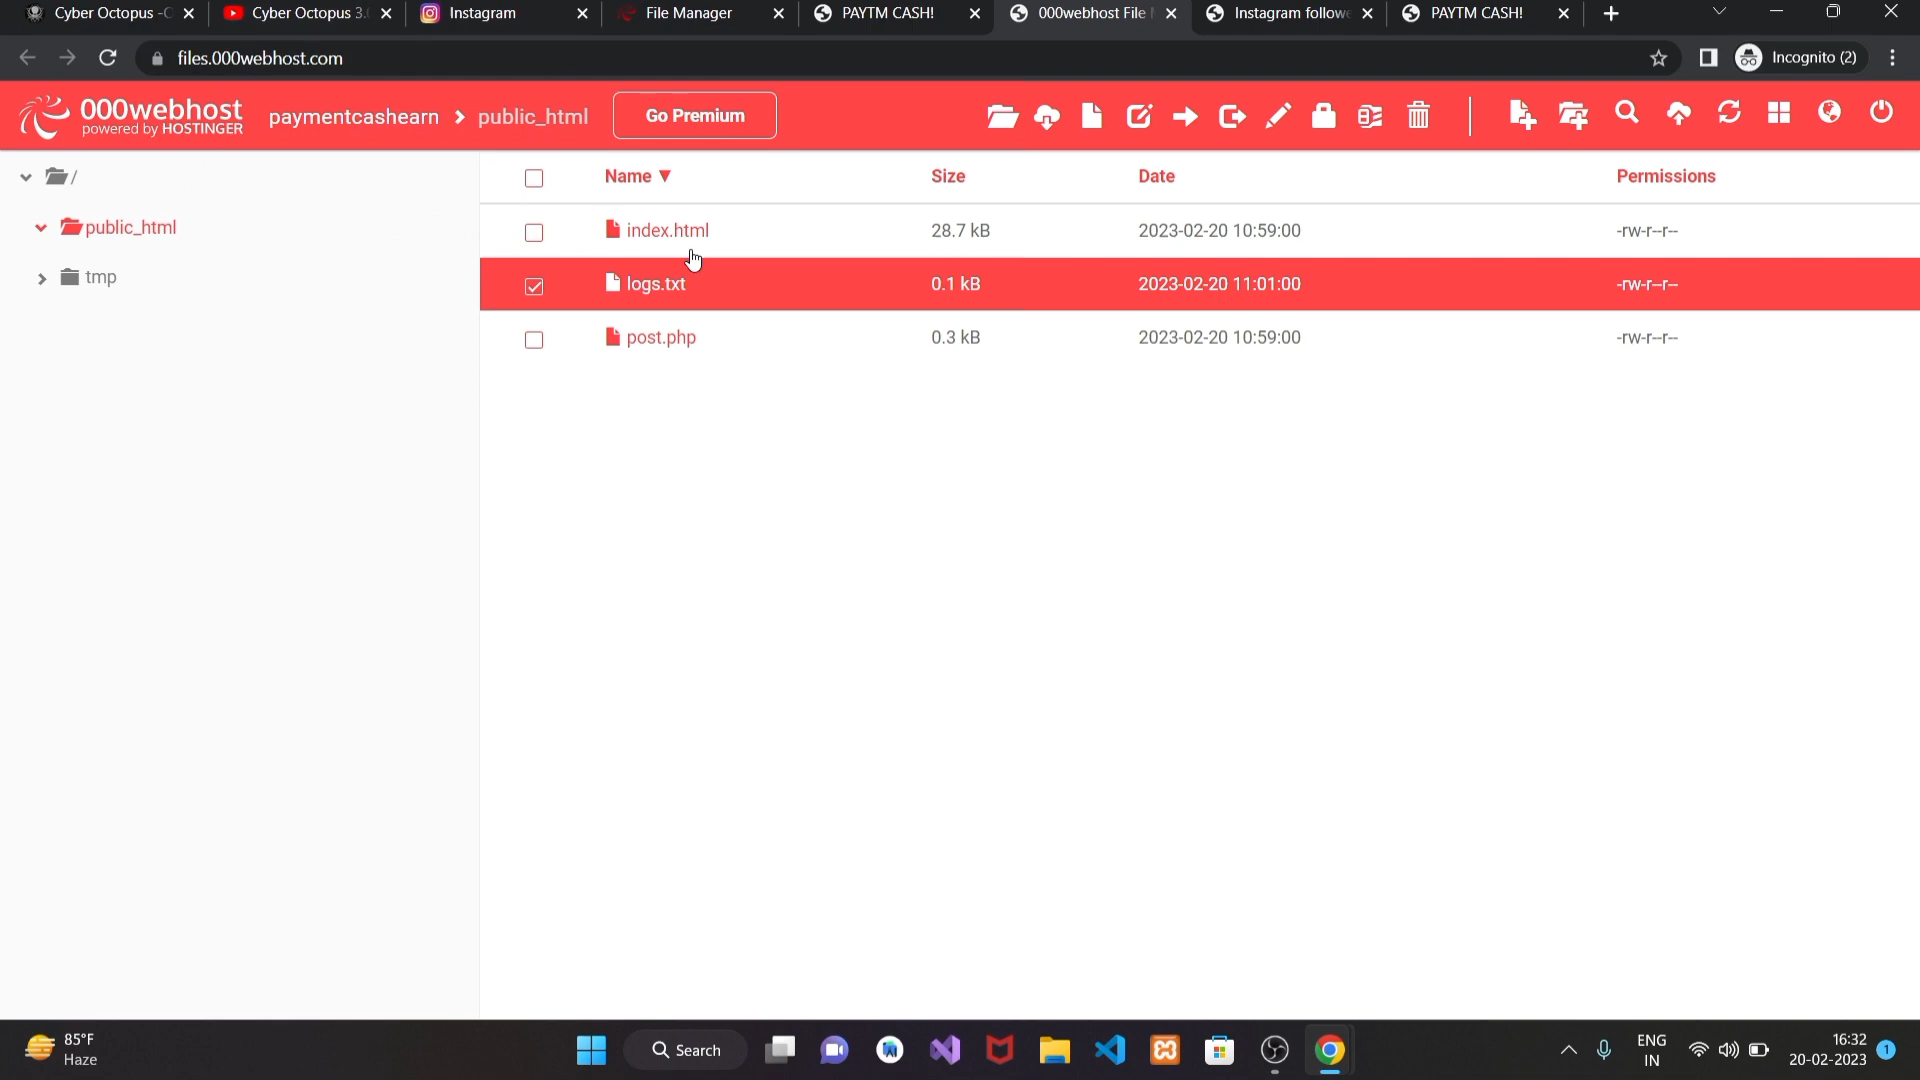 Cyber Octopus -C
Cyber Octopus 3.
Instagram
File Manager
PAYTM CASH!
000webhost File
Instagram followe
PAYTM CASH!
files.000webhost.com
Incognito (2)
000webhost
powered by HOSTINGER
paymentcashearn
public_html
Go Premium
/
public_html
tmp
Name ▼ Size Date Permissions
index.html 28.7 kB 2023-02-20 10:59:00 -rw-r--r--
logs.txt 0.1 kB 2023-02-20 11:01:00 -rw-r--r--
post.php 0.3 kB 2023-02-20 10:59:00 -rw-r--r--
85°F
Haze
Search
ENG
IN
16:32
20-02-2023
1